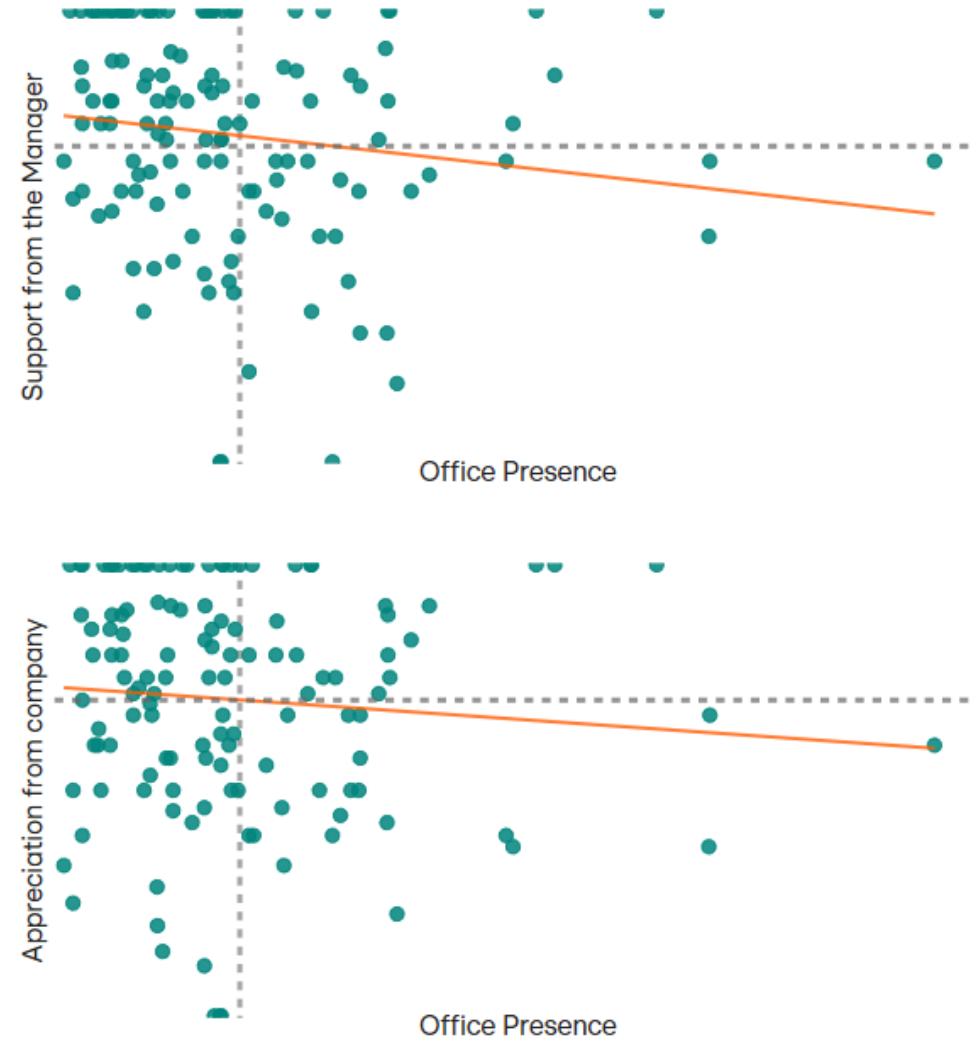 Support from the Manager
Office Presence
Appreciation from company
Office Presence